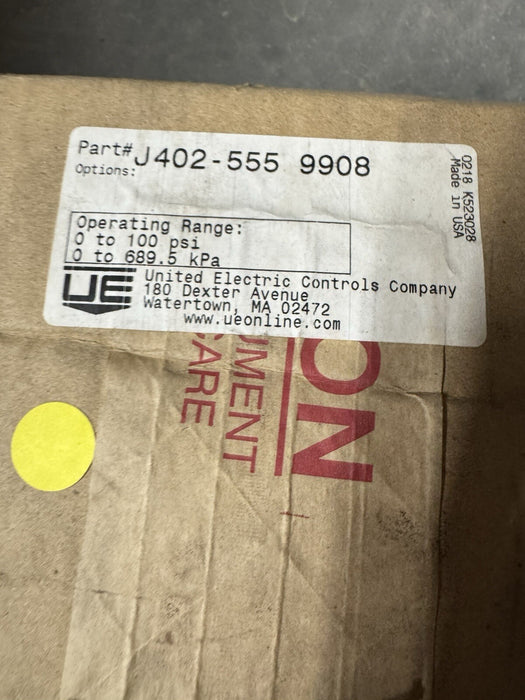 Part# J402-555 9908
Options:
0218 K523028
Made in USA
Operating Range:
0 to 100 psi
0 to 689.5 kPa
UE
United Electric Controls Company
180 Dexter Avenue
Watertown, MA 02472
www.ueonline.com
ON
UMENT
CARE